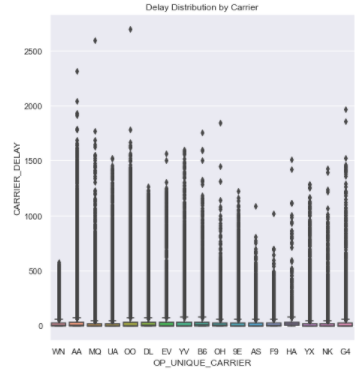 Delay Distribution by Carrier
2500
2000
1500
1000
500
0
CARRIER_DELAY
WN AA MQ UA OO DL EV YV B6 OH 9E AS F9 HA YX NK G4
OP_UNIQUE_CARRIER